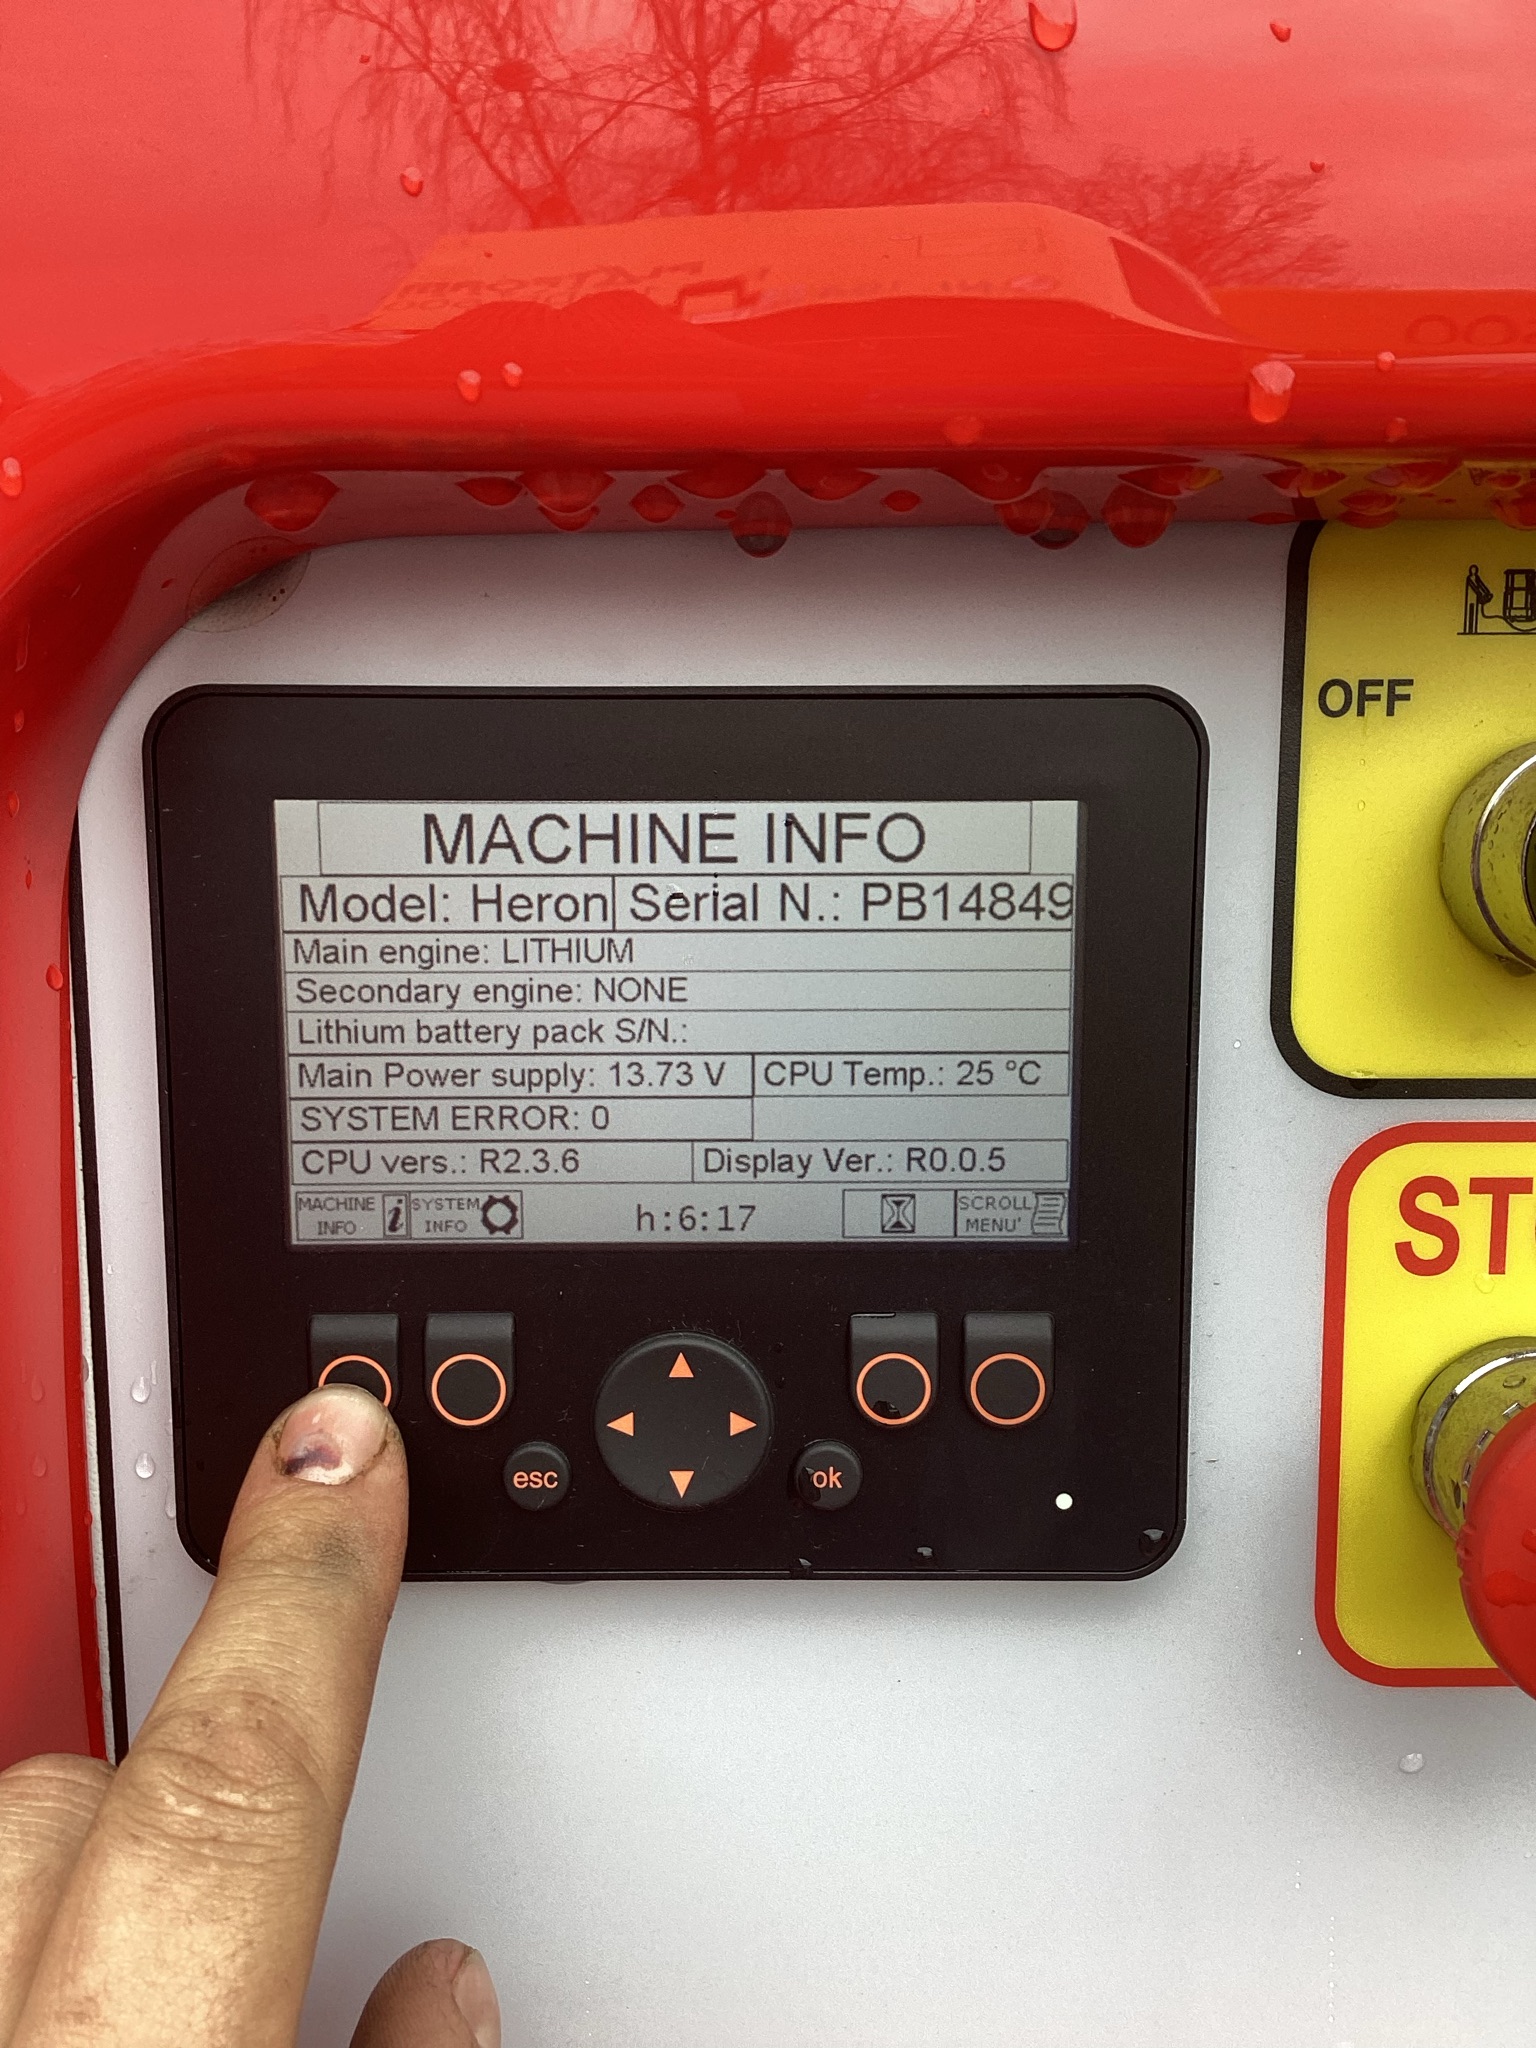 OFF
MACHINE INFO
Model: Heron Serial N.: PB14849
Main engine: LITHIUM
Secondary engine: NONE
Lithium battery pack S/N.:
Main Power supply: 13.73 V CPU Temp.: 25 °C
SYSTEM ERROR: 0
CPU vers.: R2.3.6 Display Ver.: R0.0.5
MACHINE INFO i SYSTEM INFO h:6:17 SCROLL MENU'
ST
esc ok